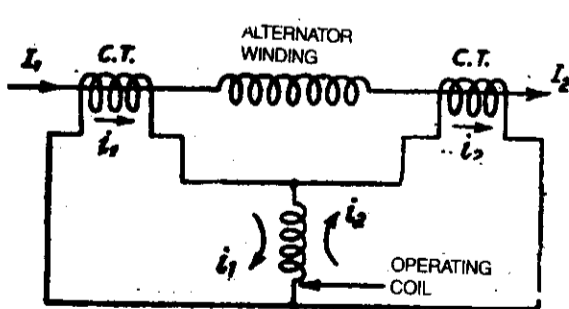 ALTERNATOR
WINDING
C.T.
C.T.
I₁
I₂
i₁
i₂
i₁
i₂
OPERATING
COIL